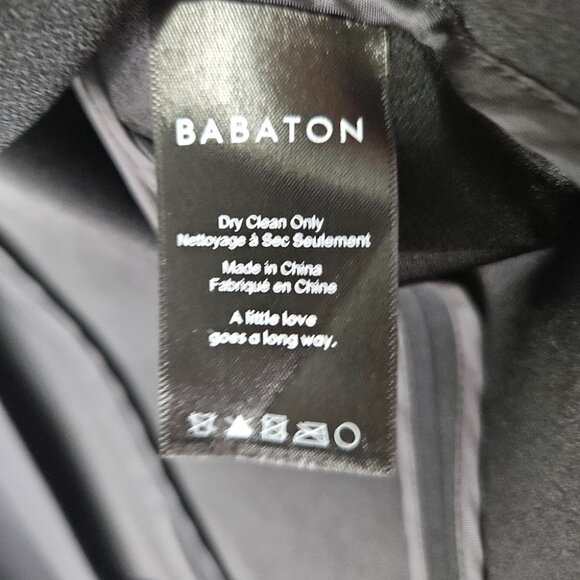 BABATON
Dry Clean Only
Nettoyage à Sec Seulement
Made in China
Fabriqué en Chine
A little love
goes a long way.